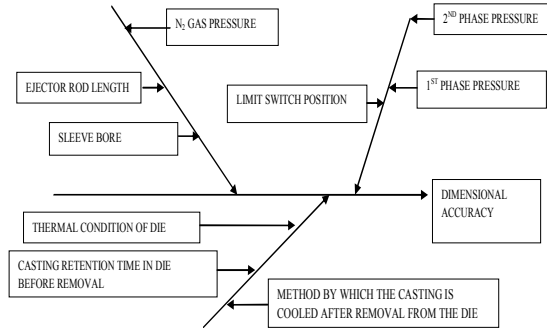 N₂ GAS PRESSURE
2ᴺᴰ PHASE PRESSURE
EJECTOR ROD LENGTH
LIMIT SWITCH POSITION
1ˢᵀ PHASE PRESSURE
SLEEVE BORE
DIMENSIONAL
ACCURACY
THERMAL CONDITION OF DIE
CASTING RETENTION TIME IN DIE
BEFORE REMOVAL
METHOD BY WHICH THE CASTING IS
COOLED AFTER REMOVAL FROM THE DIE